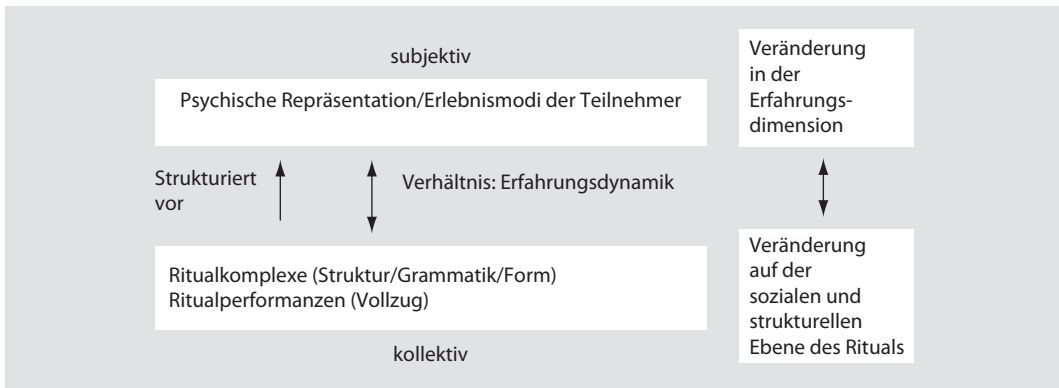 subjektiv
Psychische Repräsentation/Erlebnismodi der Teilnehmer
Strukturiert
vor
Verhältnis: Erfahrungsdynamik
Ritualkomplexe (Struktur/Grammatik/Form)
Ritualperformanzen (Vollzug)
kollektiv
Veränderung
in der
Erfahrungs-
dimension
Veränderung
auf der
sozialen und
strukturellen
Ebene des Rituals